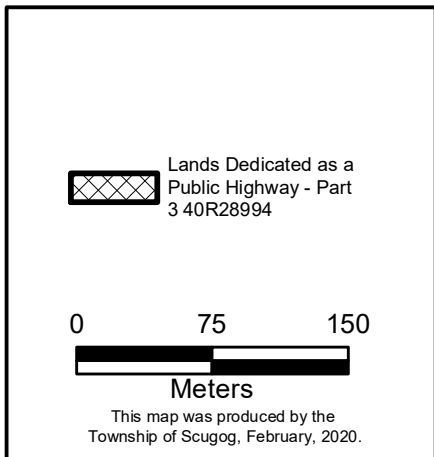 Lands Dedicated as a
Public Highway - Part
3 40R28994
0 75 150
Meters
This map was produced by the
Township of Scugog, February, 2020.